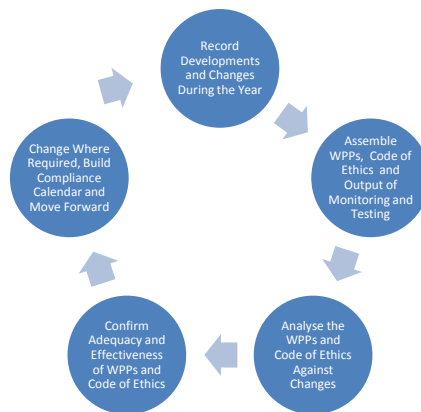 Record
Developments
and Changes
During the Year
Assemble
WPPs, Code of
Ethics and
Output of
Monitoring and
Testing
Analyse the
WPPs and
Code of Ethics
Against
Changes
Confirm
Adequacy and
Effectiveness
of WPPs and
Code of Ethics
Change Where
Required, Build
Compliance
Calendar and
Move Forward